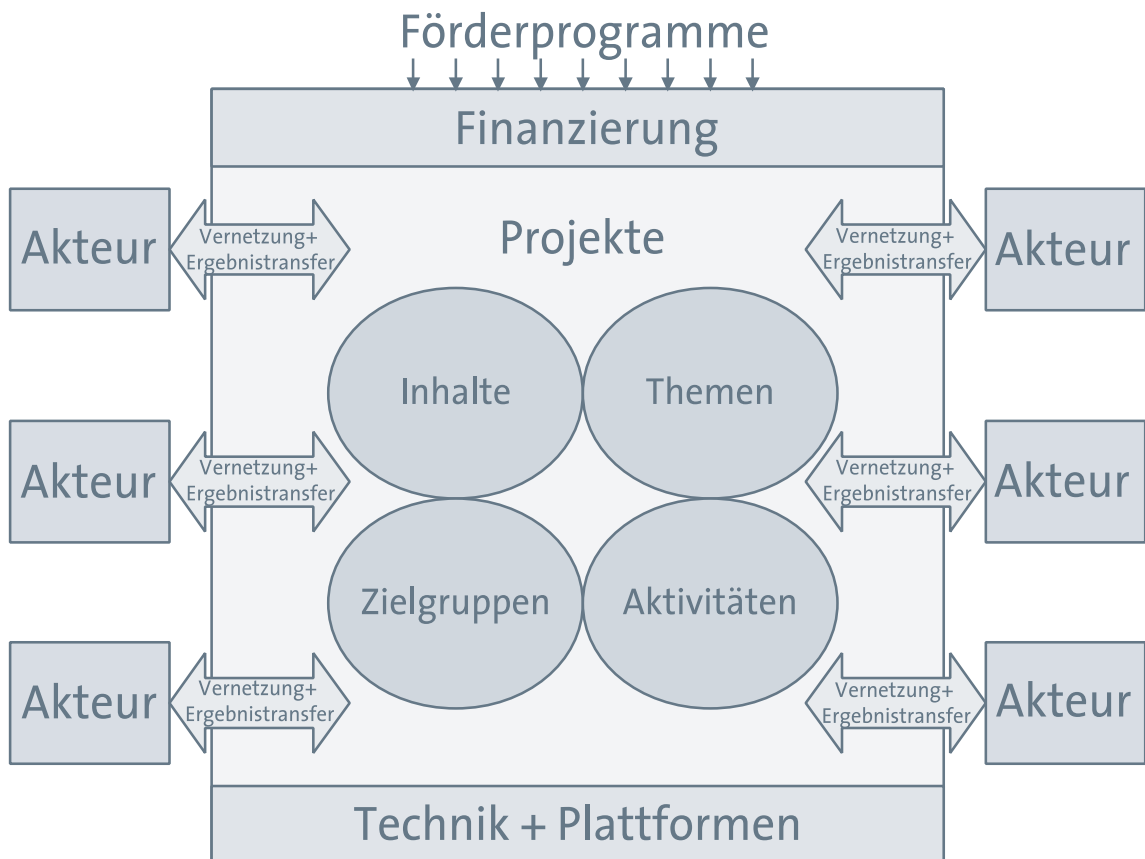 Förderprogramme
Finanzierung
Akteur
Vernetzung+
Ergebnistransfer
Projekte
Vernetzung+
Ergebnistransfer
Akteur
Inhalte
Themen
Akteur
Vernetzung+
Ergebnistransfer
Vernetzung+
Ergebnistransfer
Akteur
Zielgruppen
Aktivitäten
Akteur
Vernetzung+
Ergebnistransfer
Vernetzung+
Ergebnistransfer
Akteur
Technik + Plattformen